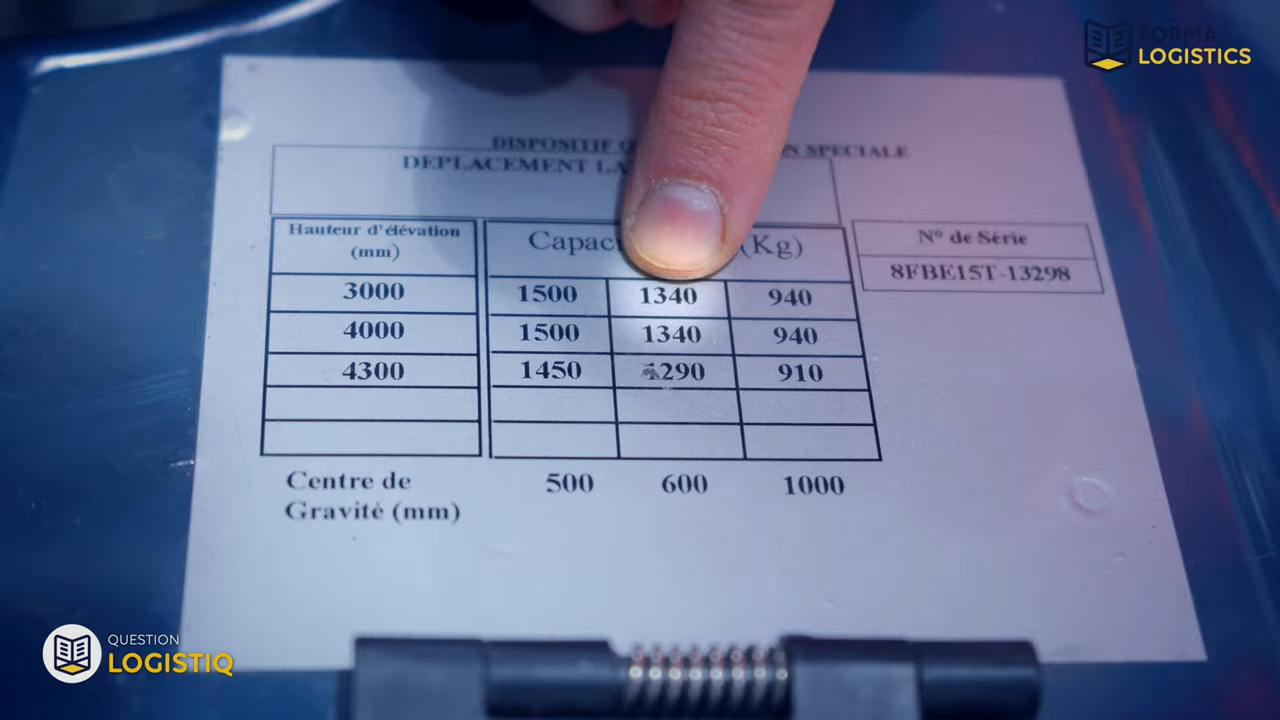 FORMA
LOGISTICS
DISPOSITIF SPECIALE
DEPLACEMENT
Hauteur d'élévation
(mm)
(Kg)
N° de Série
8FBE15T-13298
3000 1500 1340 940
4000 1500 1340 940
4300 1450 290 910
Centre de
Gravité (mm)
500 600 1000
QUESTION
LOGISTIQ